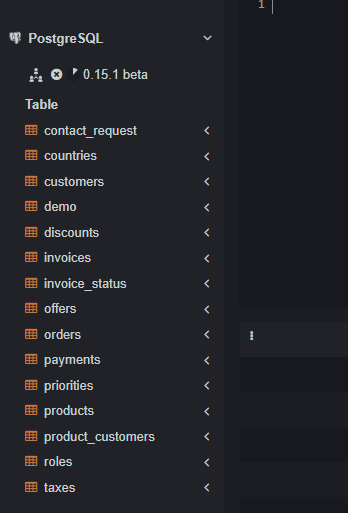 1
PostgreSQL
0.15.1 beta
Table
contact_request
countries
customers
demo
discounts
invoices
invoice_status
offers
orders
payments
priorities
products
product_customers
roles
taxes